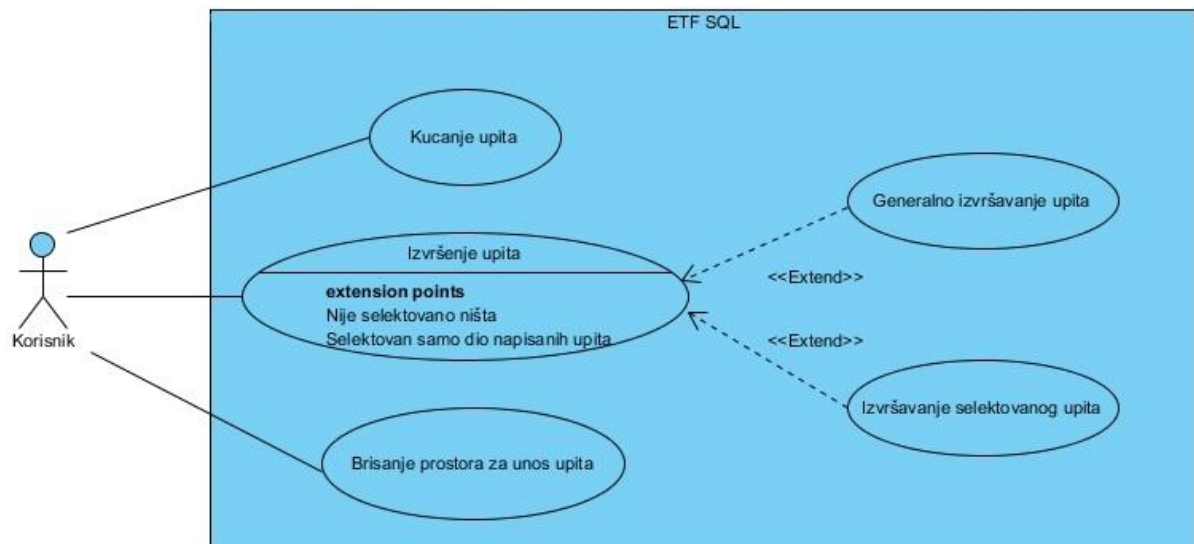 ETF SQL
Kucanje upita
Generalno izvršavanje upita
Izvršenje upita
<<Extend>>
extension points
Nije selektovano ništa
Selektovan samo dio napisanih upita
<<Extend>>
Korisnik
Izvršavanje selektovanog upita
Brisanje prostora za unos upita